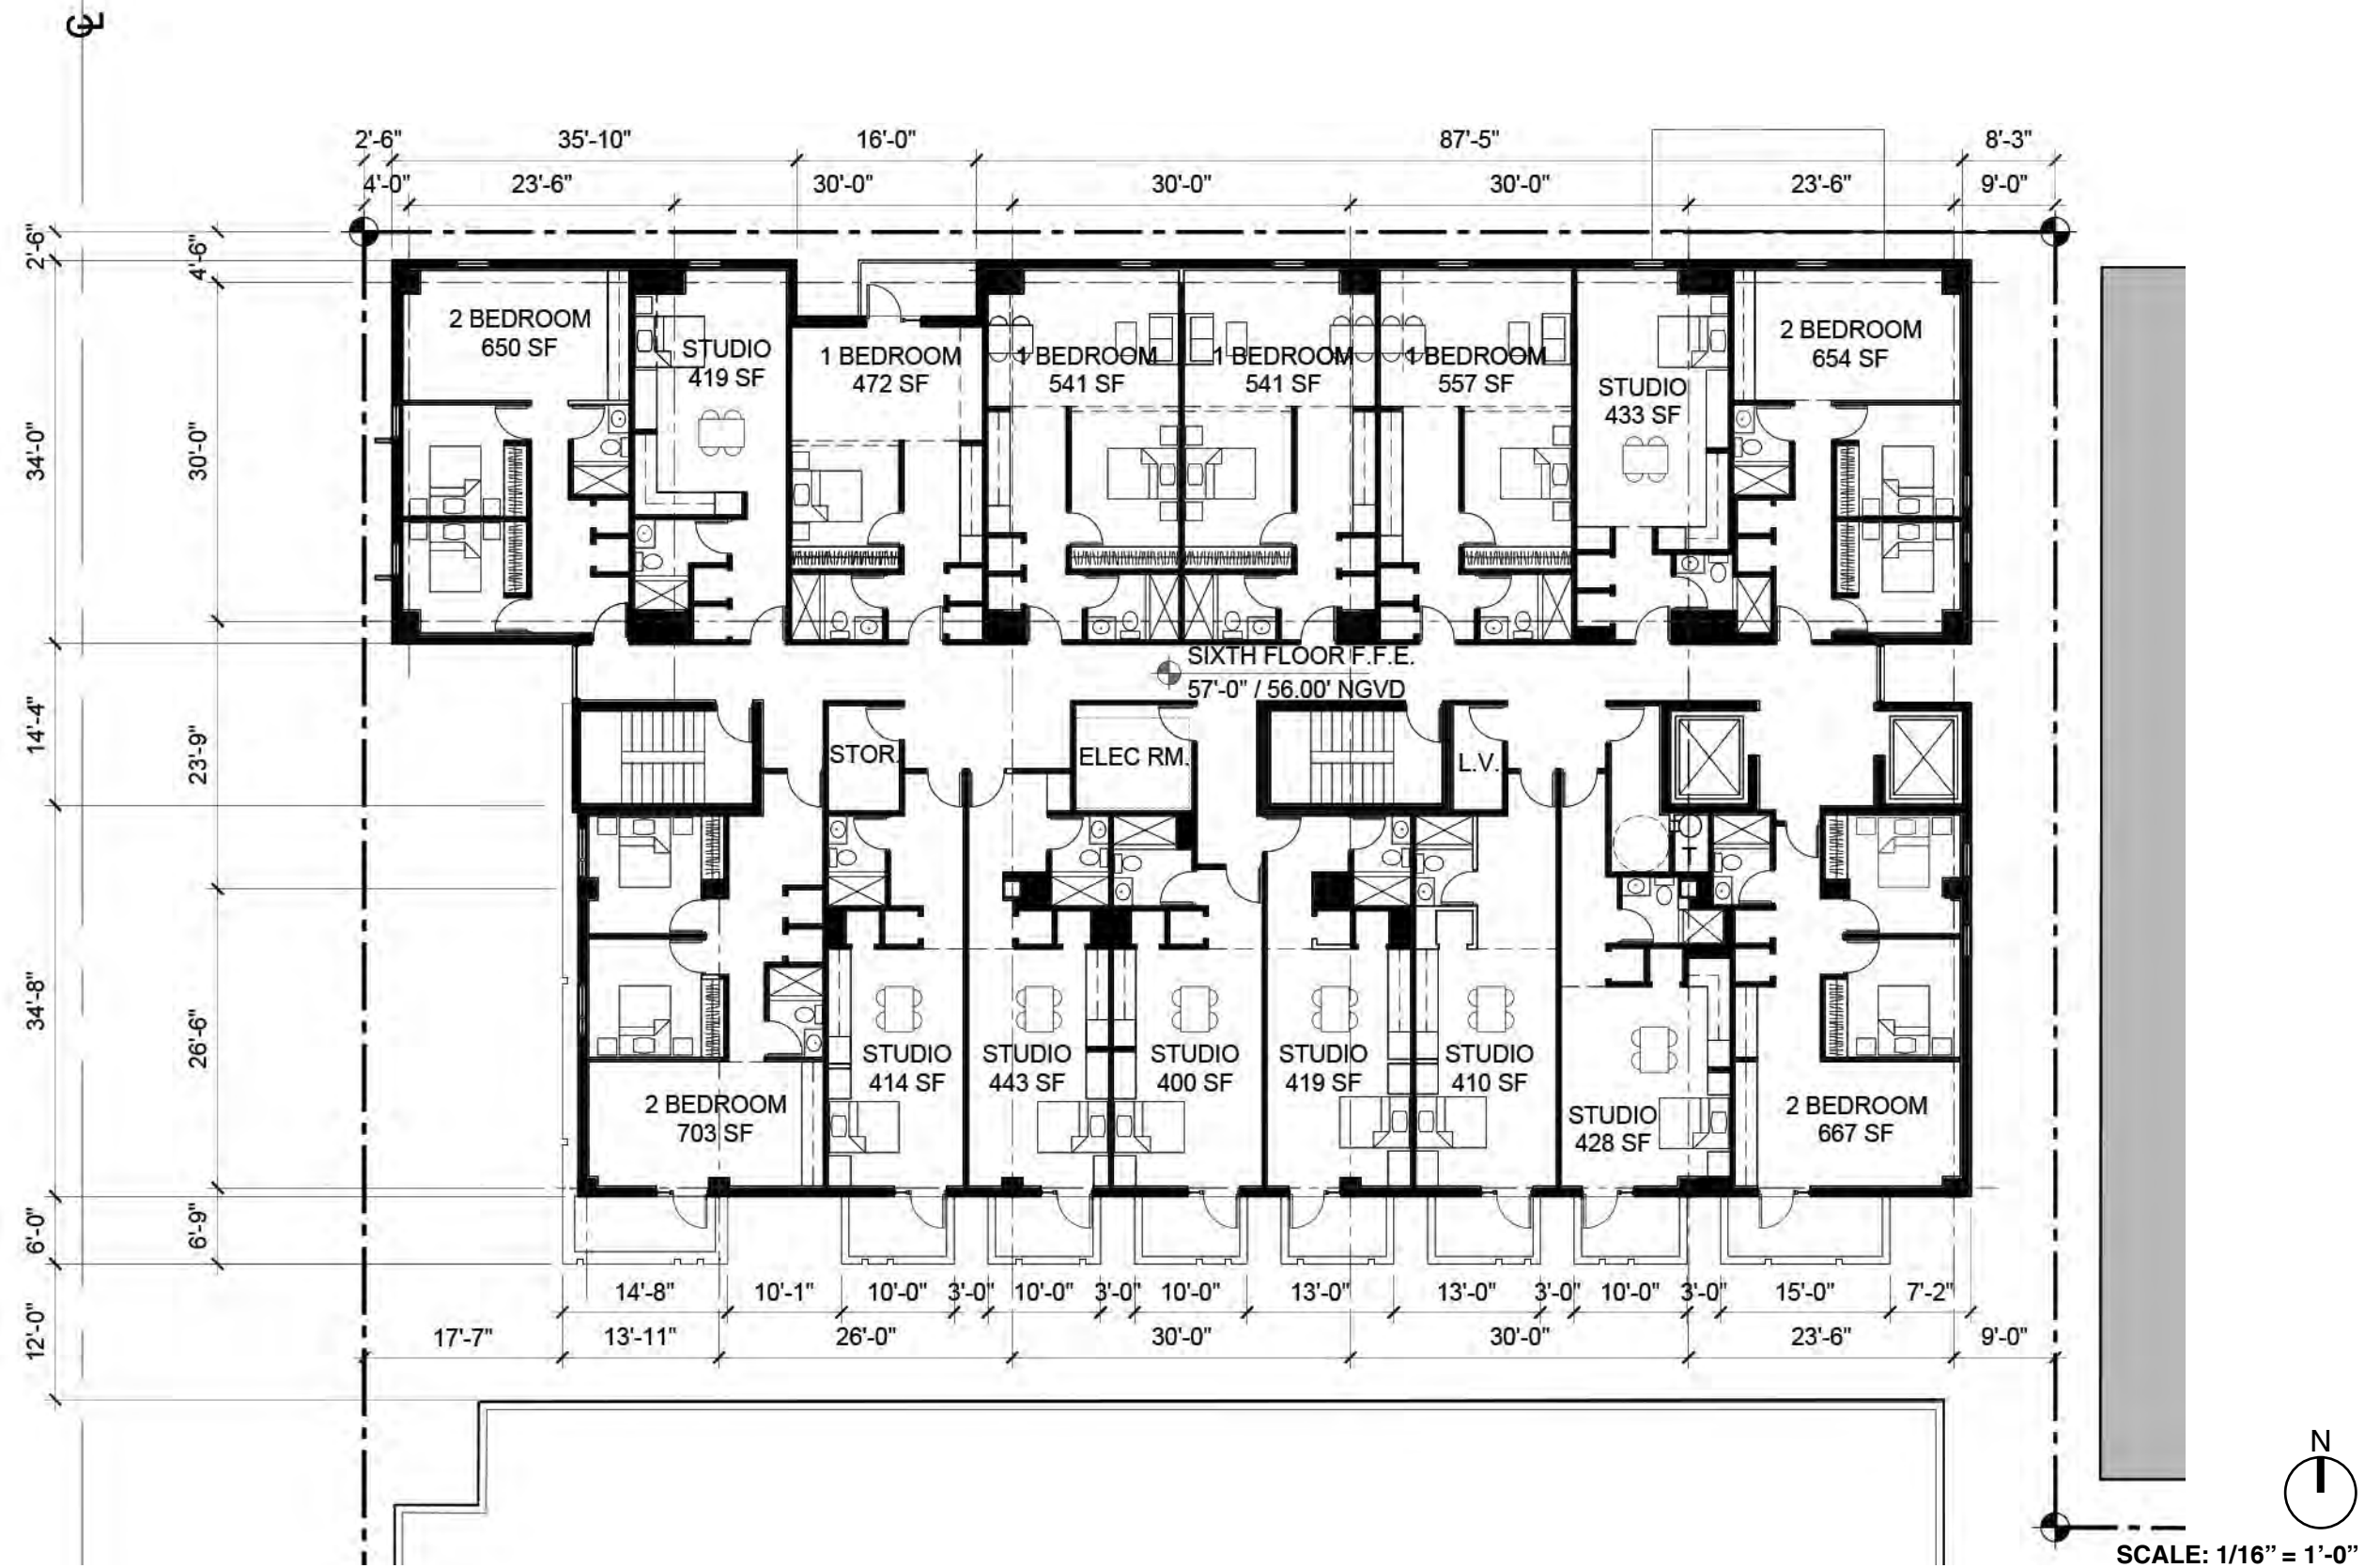 2'-6" 35'-10" 16'-0" 87'-5" 8'-3"
4'-0" 23'-6" 30'-0" 30'-0" 30'-0" 23'-6" 9'-0"
2'-6"
4'-6"
34'-0"
30'-0"
14'-4"
23'-9"
34'-8"
26'-6"
6'-0"
6'-9"
12'-0"
2 BEDROOM
650 SF
STUDIO
419 SF
1 BEDROOM
472 SF
1 BEDROOM
541 SF
1 BEDROOM
541 SF
1 BEDROOM
557 SF
STUDIO
433 SF
2 BEDROOM
654 SF
SIXTH FLOOR F.F.E.
57'-0" / 56.00' NGVD
STOR.
ELEC RM.
L.V.
2 BEDROOM
703 SF
STUDIO
414 SF
STUDIO
443 SF
STUDIO
400 SF
STUDIO
419 SF
STUDIO
410 SF
STUDIO
428 SF
2 BEDROOM
667 SF
14'-8" 10'-1" 10'-0" 3'-0" 10'-0" 3'-0" 10'-0" 13'-0" 13'-0" 3'-0" 10'-0" 3'-0" 15'-0" 7'-2"
17'-7" 13'-11" 26'-0" 30'-0" 30'-0" 23'-6" 9'-0"
N
SCALE: 1/16” = 1’-0”